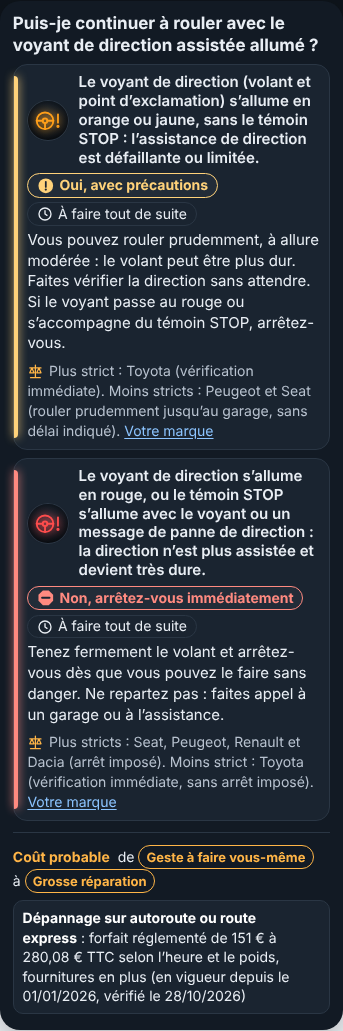 Puis-je continuer à rouler avec le
voyant de direction assistée allumé ?
Le voyant de direction (volant et
point d’exclamation) s’allume en
orange ou jaune, sans le témoin
STOP : l’assistance de direction
est défaillante ou limitée.
Oui, avec précautions
À faire tout de suite
Vous pouvez rouler prudemment, à allure
modérée : le volant peut être plus dur.
Faites vérifier la direction sans attendre.
Si le voyant passe au rouge ou
s’accompagne du témoin STOP, arrêtez-
vous.
Plus strict : Toyota (vérification
immédiate). Moins stricts : Peugeot et Seat
(rouler prudemment jusqu’au garage, sans
délai indiqué). Votre marque
Le voyant de direction s’allume
en rouge, ou le témoin STOP
s’allume avec le voyant ou un
message de panne de direction :
la direction n’est plus assistée et
devient très dure.
Non, arrêtez-vous immédiatement
À faire tout de suite
Tenez fermement le volant et arrêtez-
vous dès que vous pouvez le faire sans
danger. Ne repartez pas : faites appel à
un garage ou à l’assistance.
Plus stricts : Seat, Peugeot, Renault et
Dacia (arrêt imposé). Moins strict : Toyota
(vérification immédiate, sans arrêt imposé).
Votre marque
Coût probable de Geste à faire vous-même
à Grosse réparation
Dépannage sur autoroute ou route
express : forfait réglementé de 151 € à
280,08 € TTC selon l’heure et le poids,
fournitures en plus (en vigueur depuis le
01/01/2026, vérifié le 28/10/2026)